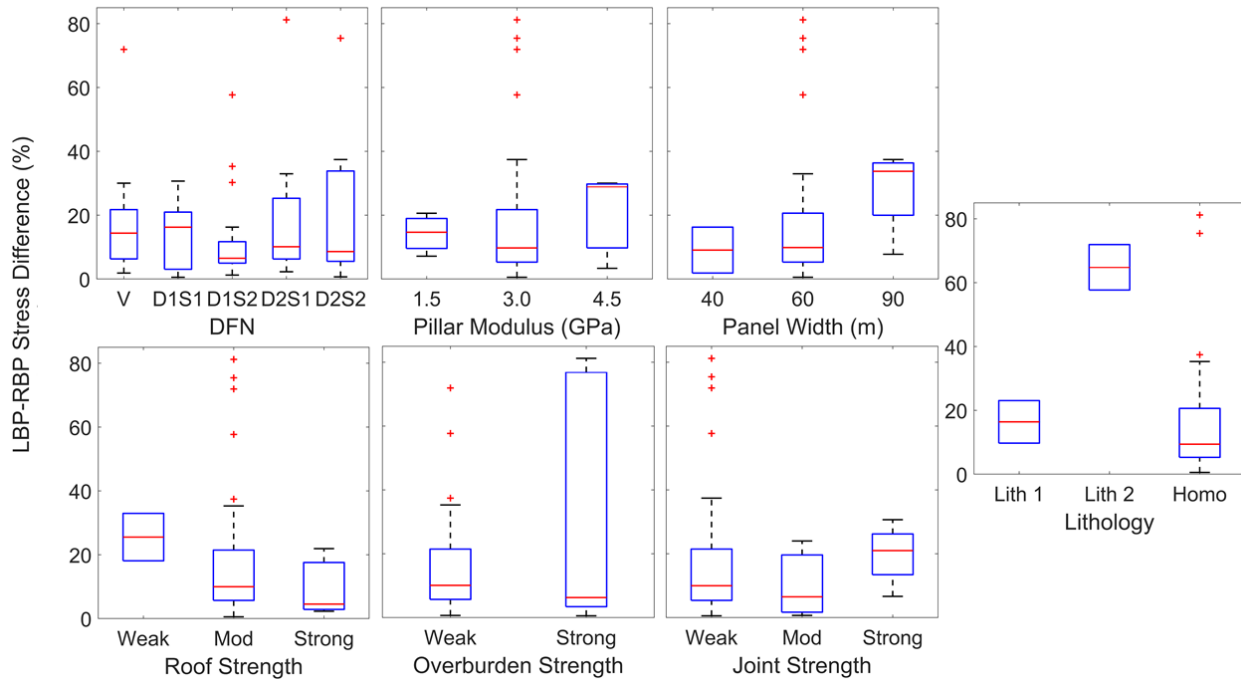 LBP-RBP Stress Difference (%)
80
60
40
20
0
V D1S1 D1S2 D2S1 D2S2
DFN
1.5 3.0 4.5
Pillar Modulus (GPa)
40 60 90
Panel Width (m)
80
60
40
20
0
Weak Mod Strong
Roof Strength
Weak Strong
Overburden Strength
Weak Mod Strong
Joint Strength
80
60
40
20
0
Lith 1 Lith 2 Homo
Lithology